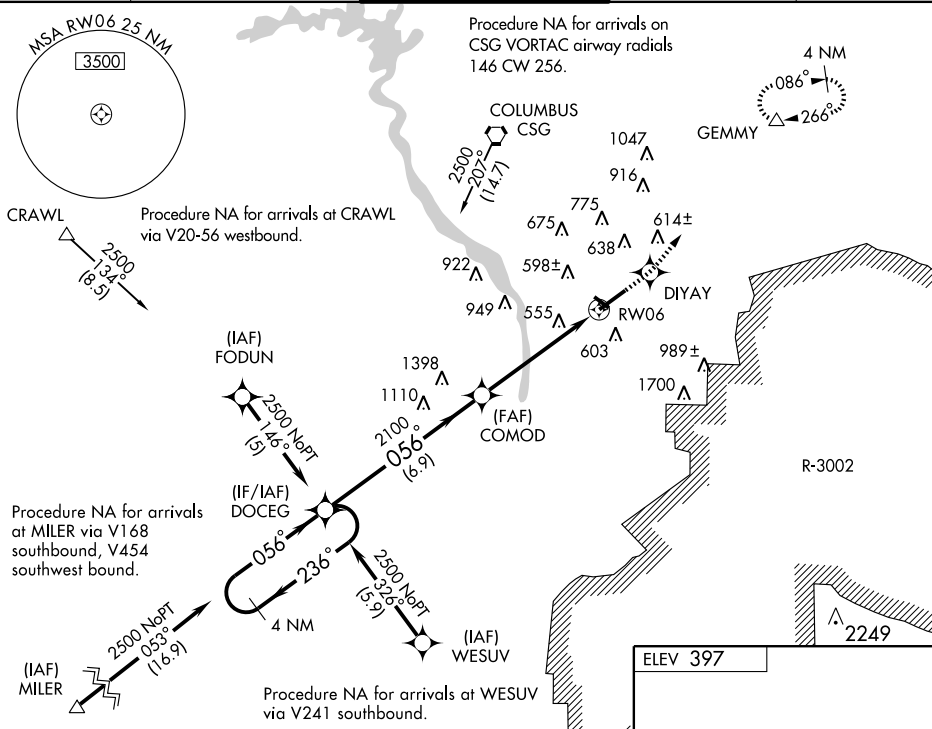 MSA RW06 25 NM
3500
Procedure NA for arrivals on
CSG VORTAC airway radials
146 CW 256.
4 NM
086°
266°
GEMMY
COLUMBUS
CSG
2500
207°
(14.7)
1047
916
775
675
638
614±
598±
922
949
555
DIYAY
RW06
603
989±
1700
CRAWL
Procedure NA for arrivals at CRAWL
via V20-56 westbound.
2500
134°
(8.5)
(IAF)
FODUN
2500 NoPT
146°
(5)
1398
1110
(FAF)
COMOD
2100
056°
(6.9)
R-3002
(IF/IAF)
DOCEG
Procedure NA for arrivals
at MILER via V168
southbound, V454
southwest bound.
056°
236°
4 NM
2500 NoPT
326°
(5.9)
(IAF)
WESUV
2500 NoPT
053°
(16.9)
(IAF)
MILER
Procedure NA for arrivals at WESUV
via V241 southbound.
2249
ELEV 397